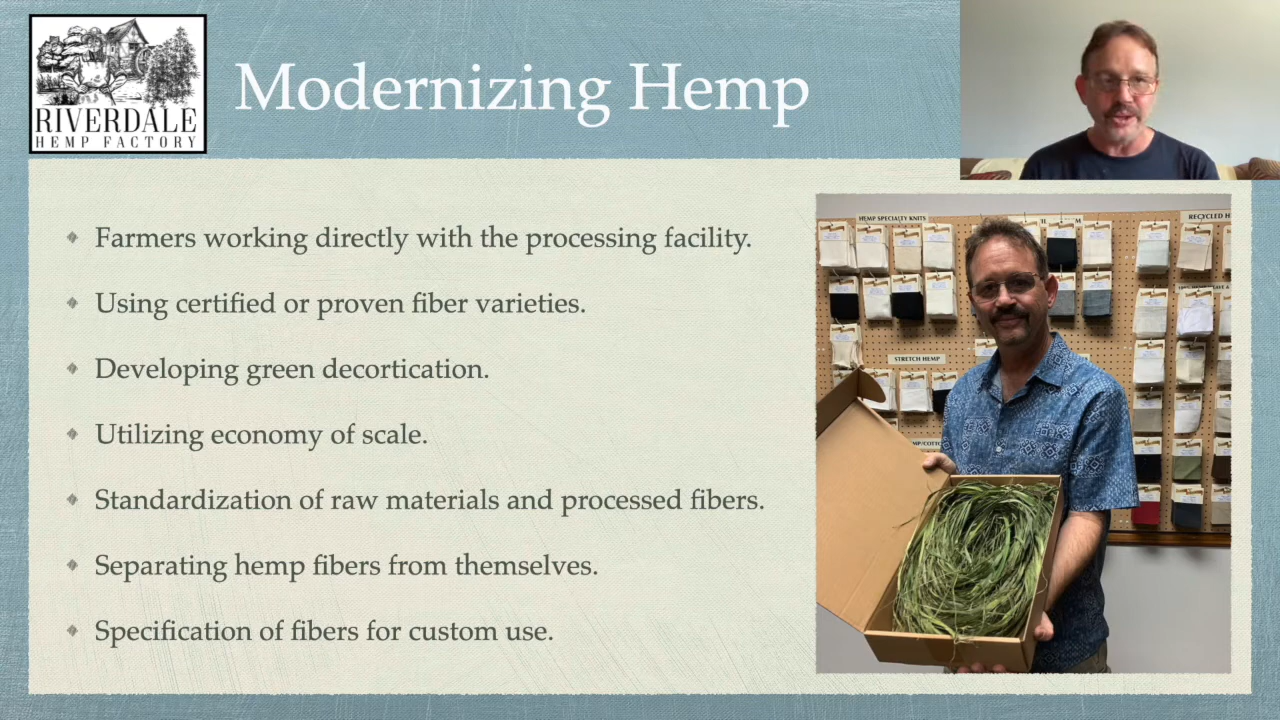 RIVERDALE
HEMP FACTORY
Modernizing Hemp
Farmers working directly with the processing facility.
Using certified or proven fiber varieties.
Developing green decortication.
Utilizing economy of scale.
Standardization of raw materials and processed fibers.
Separating hemp fibers from themselves.
Specification of fibers for custom use.
HEMP SPECIALTY KNITS
RECYCLED H
STRETCH HEMP